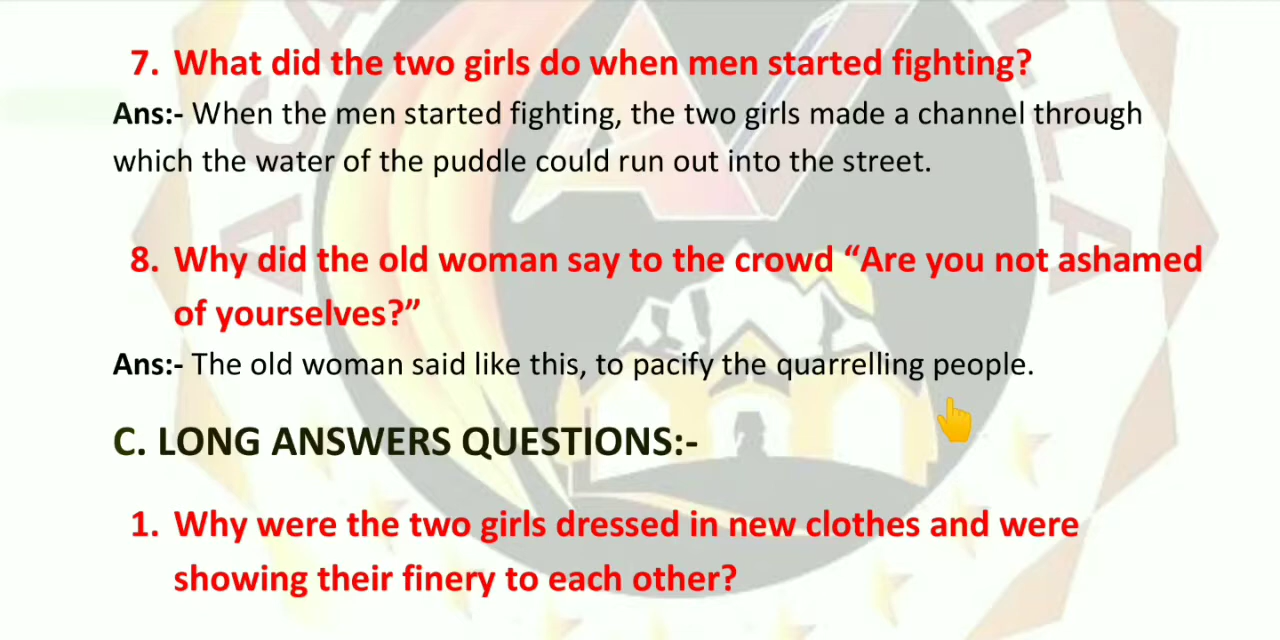 7. What did the two girls do when men started fighting?
Ans:- When the men started fighting, the two girls made a channel through
which the water of the puddle could run out into the street.
8. Why did the old woman say to the crowd “Are you not ashamed
of yourselves?”
Ans:- The old woman said like this, to pacify the quarrelling people.
C. LONG ANSWERS QUESTIONS:-
1. Why were the two girls dressed in new clothes and were
showing their finery to each other?